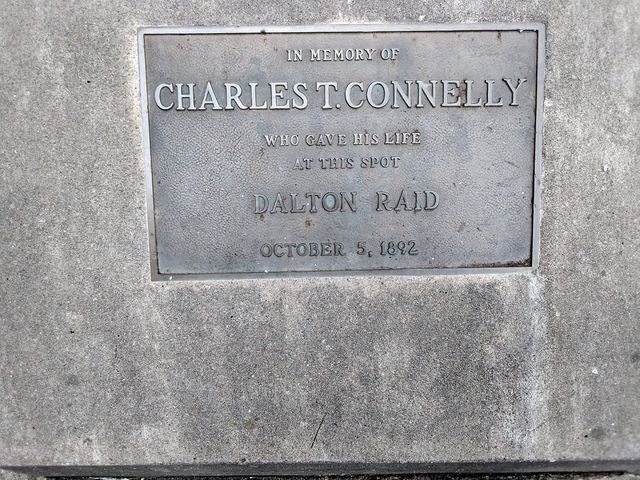 IN MEMORY OF
CHARLES T. CONNELLY
WHO GAVE HIS LIFE
AT THIS SPOT
DALTON RAID
OCTOBER 5, 1892